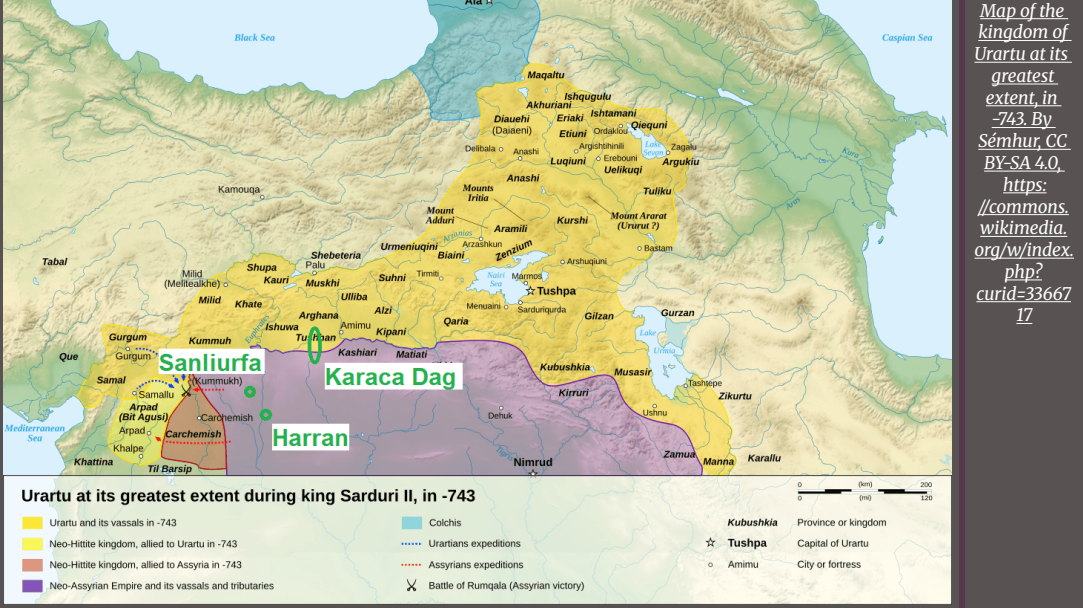 Ala
Black Sea
Caspian Sea
Maqaltu
Ishqugulu
Akhuriani
Diauehi
(Daiaeni)
Eriaki
Ishtamani
Ordaklou
Qiequni
Etiuni
Lake
Sevan
Zagalu
Delibala
Anashi
Argishtihinili
Luqiuni
Erebouni
Uelikuqi
Argukiu
Kura
Anashi
Tuliku
Kamouqa
Mounts
Iritia
Mount
Adduri
Kurshi
Mount Ararat
(Ururut ?)
Arax
Aramili
Arzanias
Urmeniuqini
Arzashkun
Zenzium
Bastam
Tabal
Shebeteria
Palu
Biaini
Arshuqiuni
Shupa
Kauri
Muskhi
Suhni
Tirmiti
Nairi
Sea
Marmos
Tushpa
Milid
(Melitealkhe)
Milid
Khate
Ulliba
Alzi
Menuaini
Sarduriqurda
Gilzan
Gurzan
Arghana
Amimu
Kipani
Qaria
Euphrates
Ishuwa
Tushhan
Lake
Urmia
Gurgum
Gurgum
Kummuh
Kashiari
Matiati
Que
Sanliurfa
Karaca Dag
Kubushkia
Musasir
Samal
(Kummukh)
Samallu
Kirruri
Tashtepe
Zikurtu
Arpad
(Bit Agusi)
Carchemish
Dehuk
Ushnu
Mediterranean
Sea
Arpad
Carchemish
Harran
Khalpe
Khattina
Til Barsip
Tigris
Nimrud
Zamua
Manna
Karallu
Urartu at its greatest extent during king Sarduri II, in -743
Urartu and its vassals in -743
Neo-Hittite kingdom, allied to Urartu in -743
Neo-Hittite kingdom, allied to Assyria in -743
Neo-Assyrian Empire and its vassals and tributaries
Colchis
Urartians expeditions
Assyrians expeditions
Battle of Rumqala (Assyrian victory)
0 (km) 200
0 (mi) 120
Kubushkia Province or kingdom
Tushpa Capital of Urartu
Amimu City or fortress
Map of the
kingdom of
Urartu at its
greatest
extent, in
-743. By
Sémhur, CC
BY-SA 4.0,
https:
//commons.
wikimedia.
org/w/index.
php?
curid=33667
17